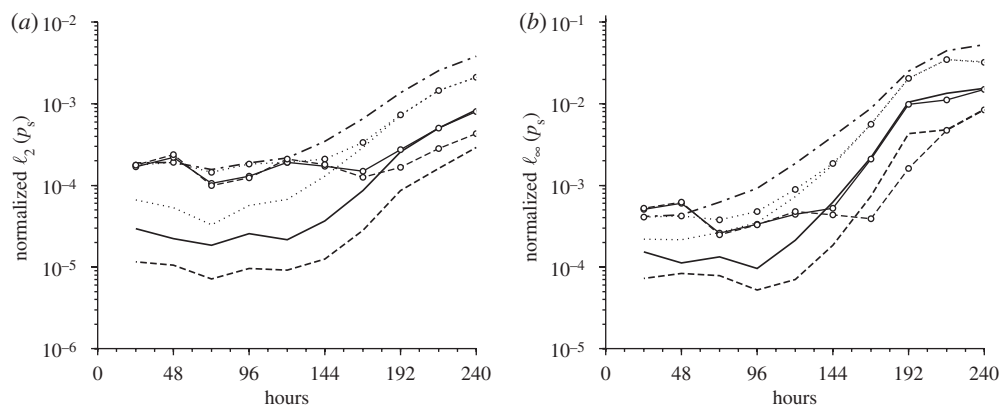 (a)
10⁻²
10⁻³
10⁻⁴
10⁻⁵
10⁻⁶
normalized ℓ₂ (pₛ)
0 48 96 144 192 240
hours
(b)
10⁻¹
10⁻²
10⁻³
10⁻⁴
10⁻⁵
normalized ℓ∞ (pₛ)
0 48 96 144 192 240
hours